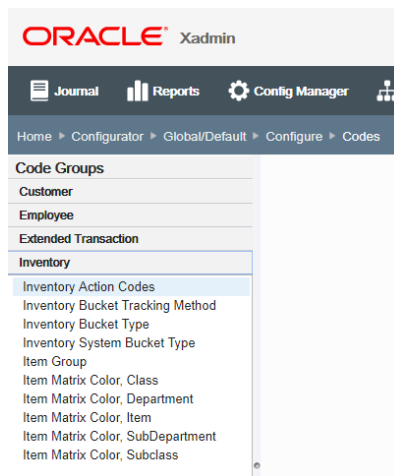 ORACLE® Xadmin
Journal Reports Config Manager
Home ▸ Configurator ▸ Global/Default ▸ Configure ▸ Codes
Code Groups
Customer
Employee
Extended Transaction
Inventory
Inventory Action Codes
Inventory Bucket Tracking Method
Inventory Bucket Type
Inventory System Bucket Type
Item Group
Item Matrix Color, Class
Item Matrix Color, Department
Item Matrix Color, Item
Item Matrix Color, SubDepartment
Item Matrix Color, Subclass